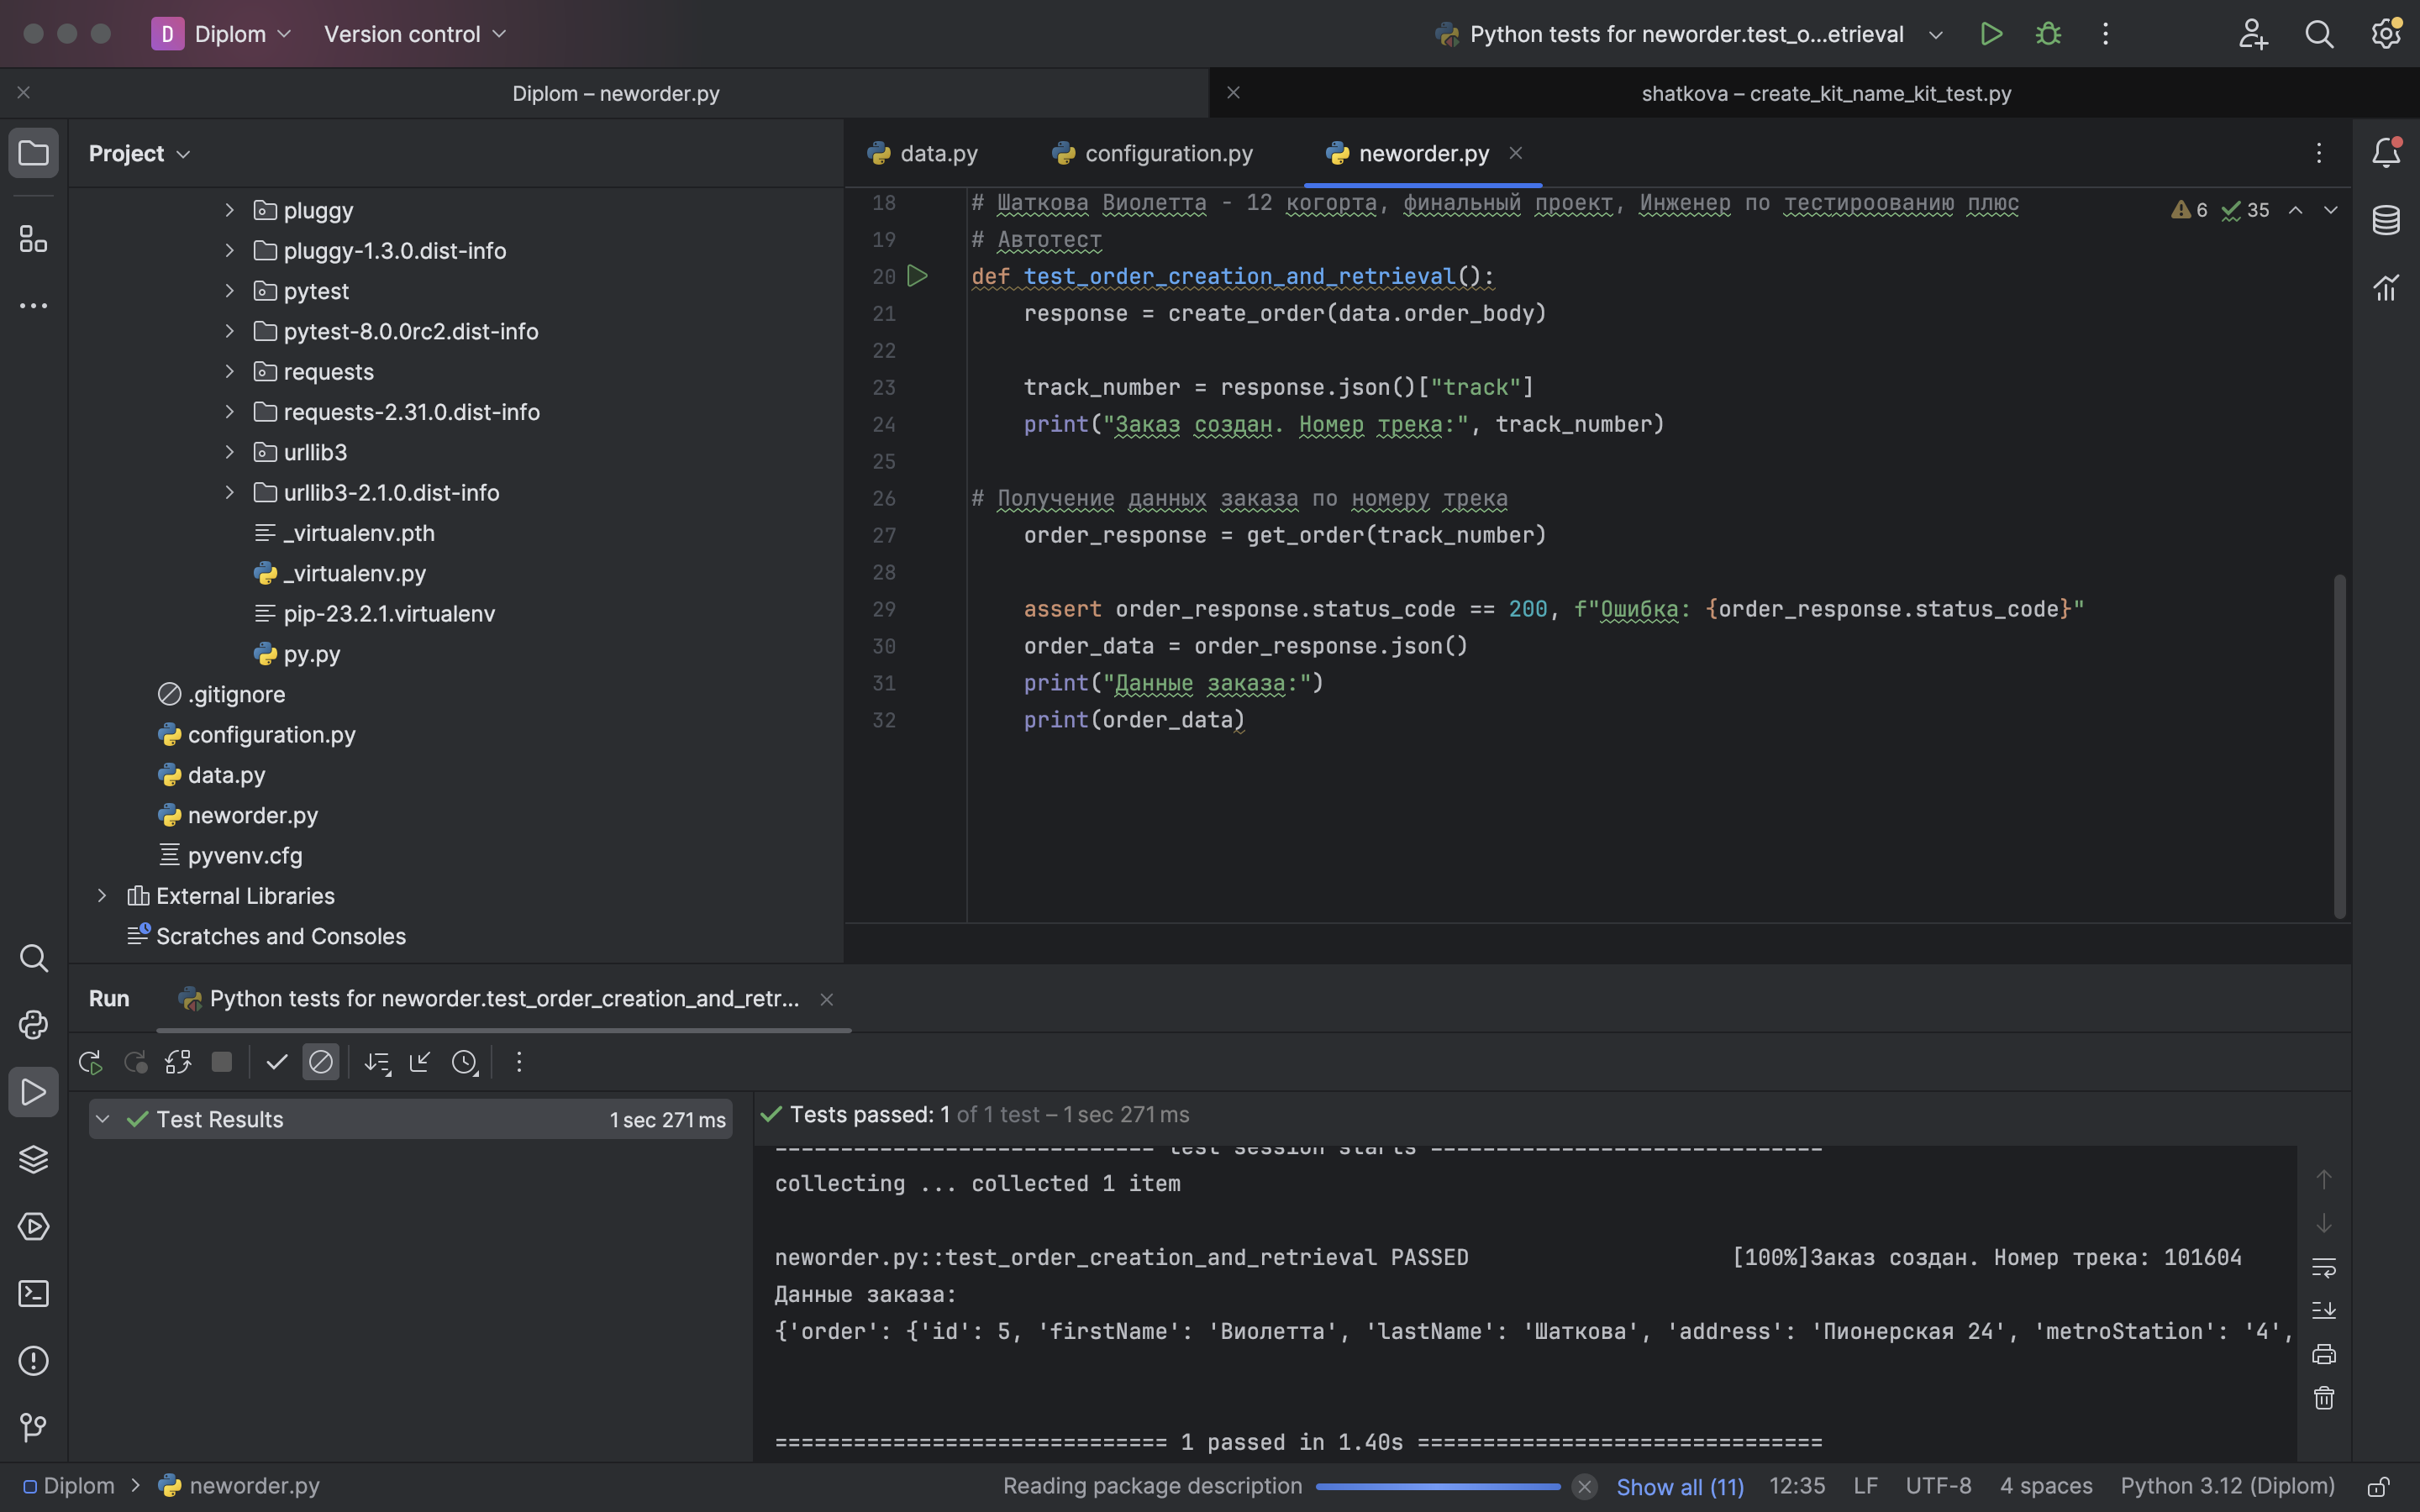 D Diplom Version control Python tests for neworder.test_o...etrieval
Diplom – neworder.py shatkova – create_kit_name_kit_test.py
Project
pluggy
pluggy-1.3.0.dist-info
pytest
pytest-8.0.0rc2.dist-info
requests
requests-2.31.0.dist-info
urllib3
urllib3-2.1.0.dist-info
_virtualenv.pth
_virtualenv.py
pip-23.2.1.virtualenv
py.py
.gitignore
configuration.py
data.py
neworder.py
pyvenv.cfg
External Libraries
Scratches and Consoles
data.py configuration.py neworder.py
6 35
18 # Шаткова Виолетта - 12 когорта, финальный проект, Инженер по тестироованию плюс
19 # Автотест
20 def test_order_creation_and_retrieval():
21 response = create_order(data.order_body)
22
23 track_number = response.json()["track"]
24 print("Заказ создан. Номер трека:", track_number)
25
26 # Получение данных заказа по номеру трека
27 order_response = get_order(track_number)
28
29 assert order_response.status_code == 200, f"Ошибка: {order_response.status_code}"
30 order_data = order_response.json()
31 print("Данные заказа:")
32 print(order_data)
Run Python tests for neworder.test_order_creation_and_retr...
Test Results 1 sec 271 ms
Tests passed: 1 of 1 test – 1 sec 271 ms
============================= test session starts ==============================
collecting ... collected 1 item
neworder.py::test_order_creation_and_retrieval PASSED [100%]Заказ создан. Номер трека: 101604
Данные заказа:
{'order': {'id': 5, 'firstName': 'Виолетта', 'lastName': 'Шаткова', 'address': 'Пионерская 24', 'metroStation': '4',
============================== 1 passed in 1.40s ===============================
Diplom neworder.py Reading package description Show all (11) 12:35 LF UTF-8 4 spaces Python 3.12 (Diplom)